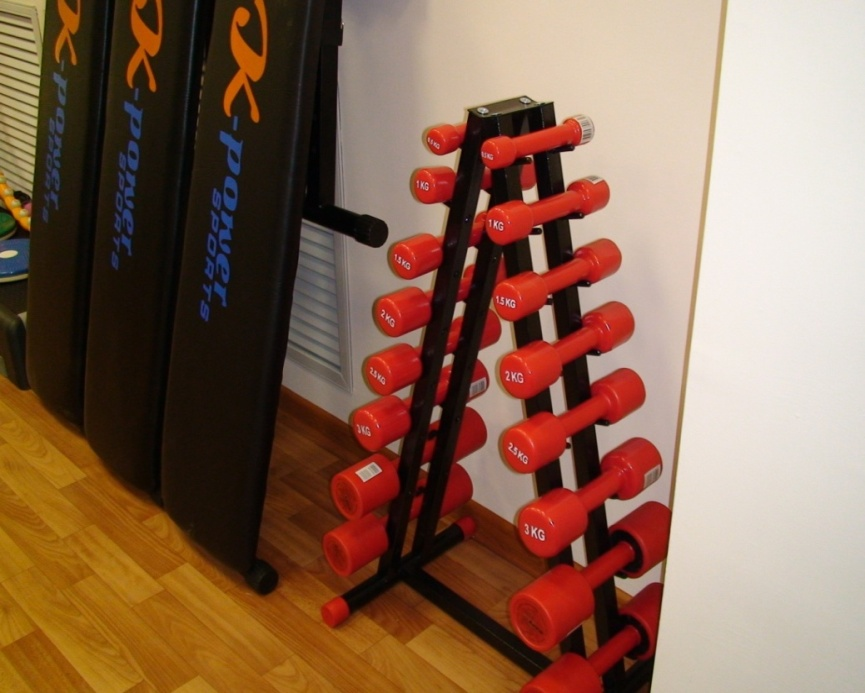 K-power
SPORTS
K-power
SPORTS
K-power
SPORTS
1 KG
1,5 KG
2 KG
2,5 KG
3 KG
1 KG
1,5 KG
2 KG
2,5 KG
3 KG